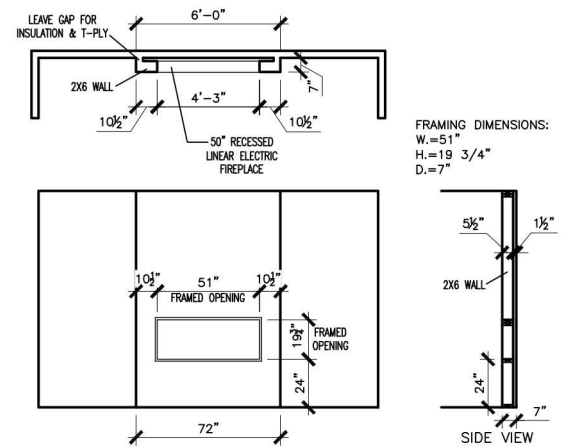 LEAVE GAP FOR
INSULATION & T-PLY
6'-0"
2X6 WALL
7"
4'-3"
10½"
10½"
50" RECESSED
LINEAR ELECTRIC
FIREPLACE
FRAMING DIMENSIONS:
W.=51"
H.=19 3/4"
D.=7"
10½"
51"
10½"
FRAMED OPENING
19¾"
FRAMED
OPENING
24"
72"
5½"
1½"
2X6 WALL
24"
7"
SIDE VIEW